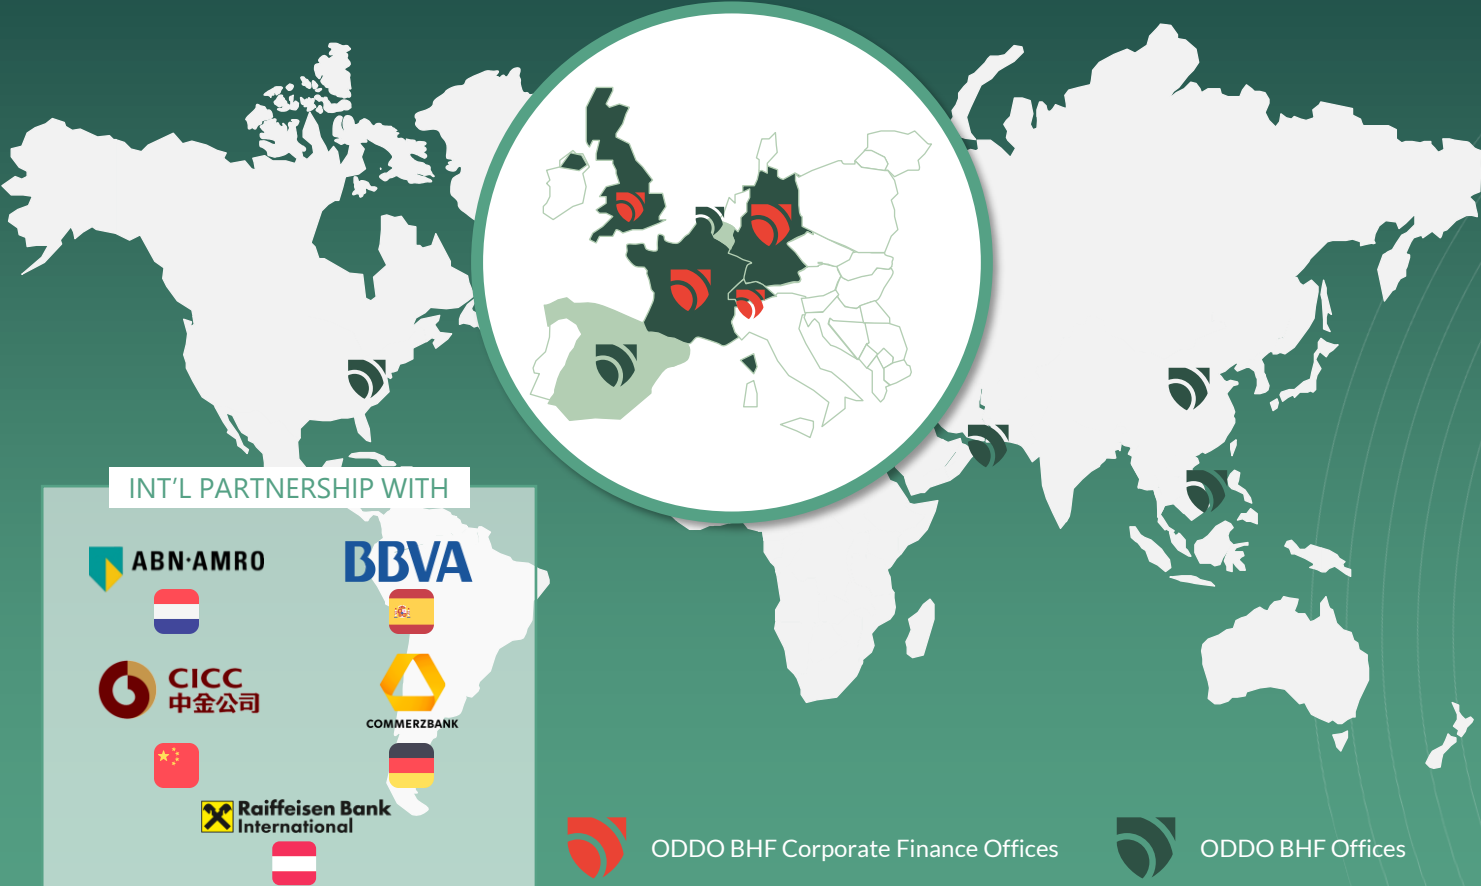 INT’L PARTNERSHIP WITH
ABN·AMRO
BBVA
CICC
中金公司
COMMERZBANK
Raiffeisen Bank
International
ODDO BHF Corporate Finance Offices
ODDO BHF Offices